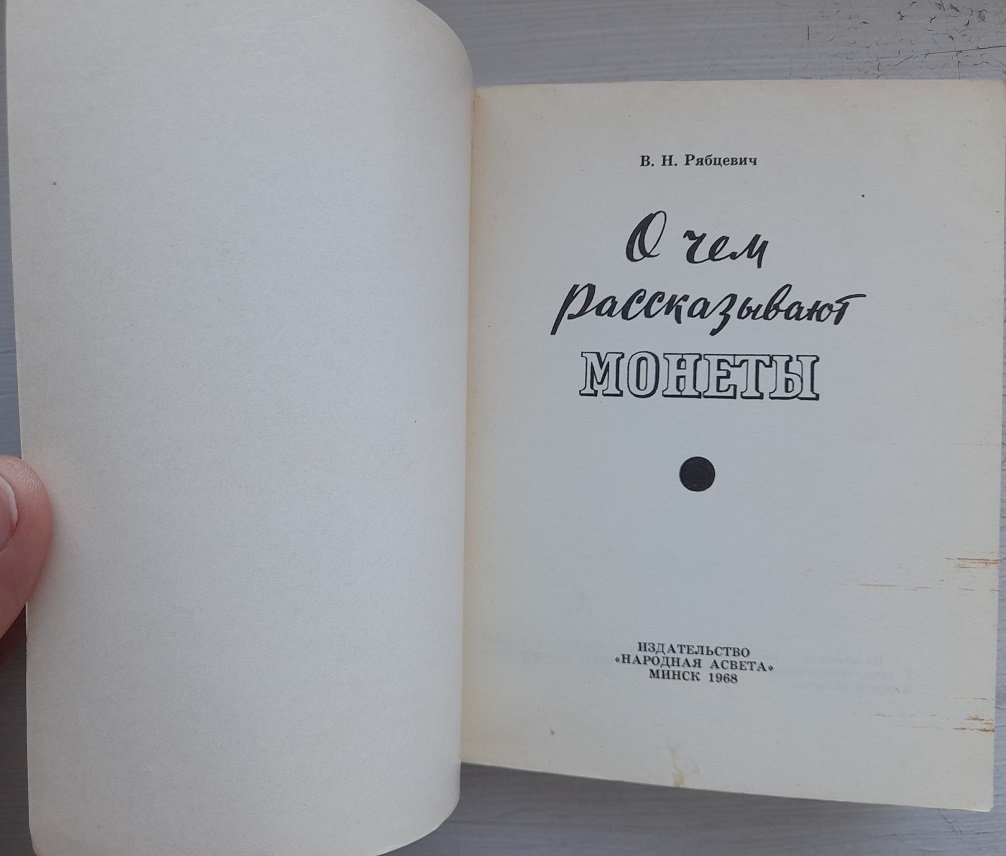 В. Н. Рябцевич
О чем
рассказывают
МОНЕТЫ
ИЗДАТЕЛЬСТВО
«НАРОДНАЯ АСВЕТА»
МИНСК 1968